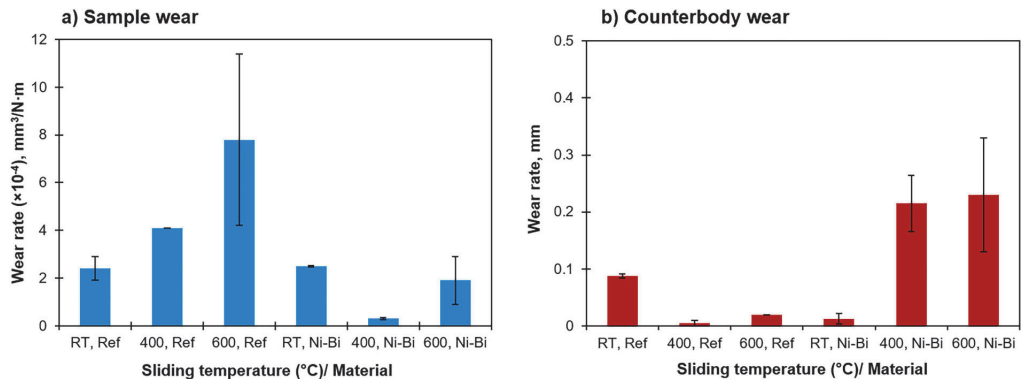 a) Sample wear
Wear rate (×10⁻⁴), mm³/N·m
12
10
8
6
4
2
0
RT, Ref 400, Ref 600, Ref RT, Ni-Bi 400, Ni-Bi 600, Ni-Bi
Sliding temperature (°C)/ Material
b) Counterbody wear
Wear rate, mm
0.5
0.4
0.3
0.2
0.1
0
RT, Ref 400, Ref 600, Ref RT, Ni-Bi 400, Ni-Bi 600, Ni-Bi
Sliding temperature (°C)/ Material